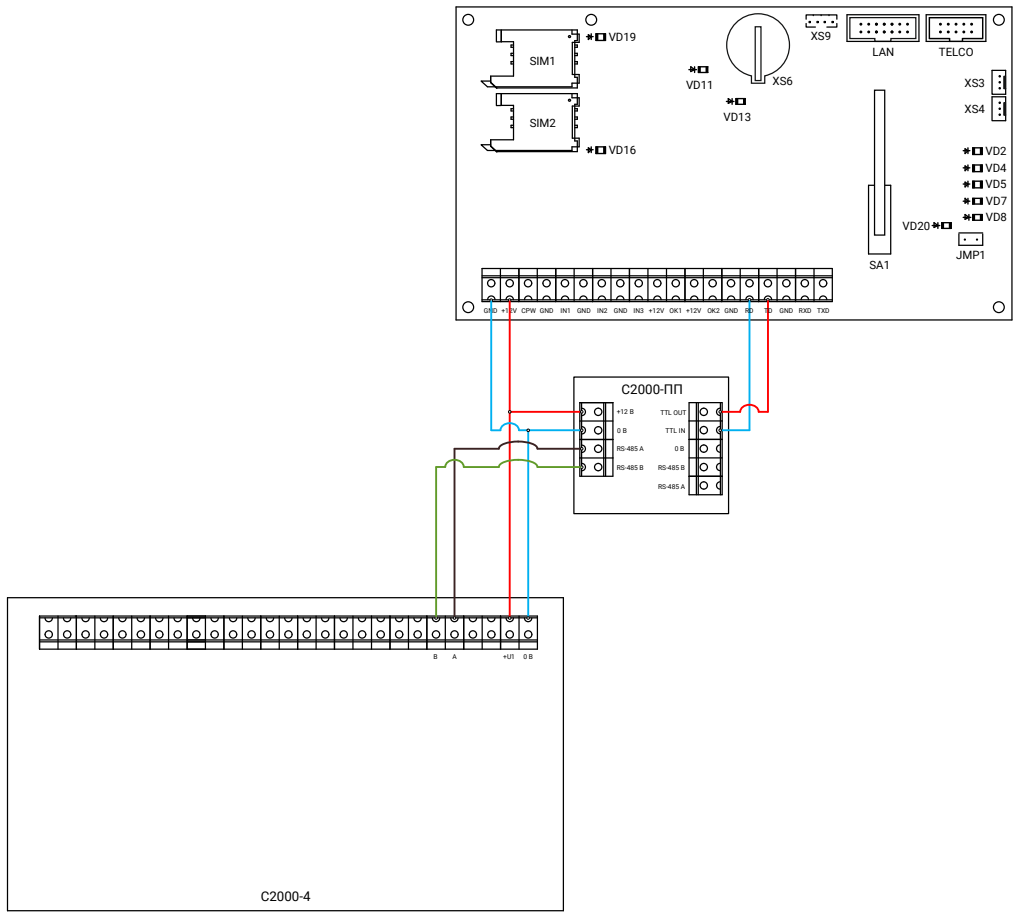 XS9
LAN
TELCO
VD19
SIM1
VD11
XS6
XS3
VD13
XS4
SIM2
VD16
VD2
VD4
VD5
VD7
VD8
VD20
JMP1
SA1
GND +12V CPW GND IN1 GND IN2 GND IN3 +12V OK1 +12V OK2 GND RD TD GND RXD TXD
С2000-ПП
+12 В
TTL OUT
0 В
TTL IN
RS-485 A
0 В
RS-485 B
RS-485 B
RS-485 A
B A +U1 0 В
С2000-4